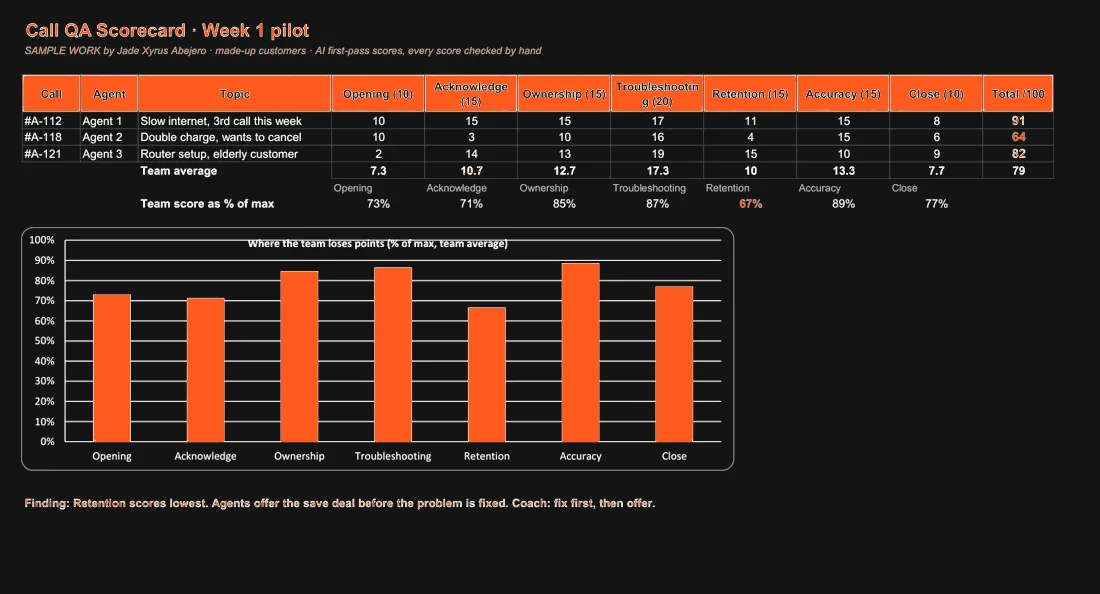 Call QA Scorecard · Week 1 pilot
SAMPLE WORK by Jade Xyrus Abejero · made-up customers · AI first-pass scores, every score checked by hand
Call Agent Topic Opening (10) Acknowledge (15) Ownership (15) Troubleshooting (20) Retention (15) Accuracy (15) Close (10) Total /100
#A-112 Agent 1 Slow internet, 3rd call this week 10 15 15 17 11 15 8 91
#A-118 Agent 2 Double charge, wants to cancel 10 3 10 16 4 15 6 64
#A-121 Agent 3 Router setup, elderly customer 2 14 13 19 15 10 9 82
Team average 7.3 10.7 12.7 17.3 10 13.3 7.7 79
Opening Acknowledge Ownership Troubleshooting Retention Accuracy Close
Team score as % of max 73% 71% 85% 87% 67% 89% 77%
Where the team loses points (% of max, team average)
100%
90%
80%
70%
60%
50%
40%
30%
20%
10%
0%
Opening Acknowledge Ownership Troubleshooting Retention Accuracy Close
Finding: Retention scores lowest. Agents offer the save deal before the problem is fixed. Coach: fix first, then offer.